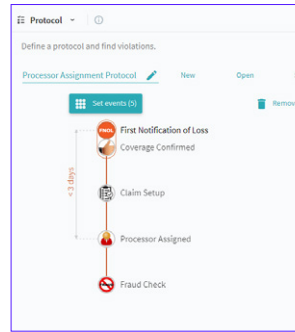 Protocol
Define a protocol and find violations.
Processor Assignment Protocol New Open
Set events (5) Remov
FNOL First Notification of Loss
Coverage Confirmed
< 3 days
Claim Setup
Processor Assigned
Fraud Check